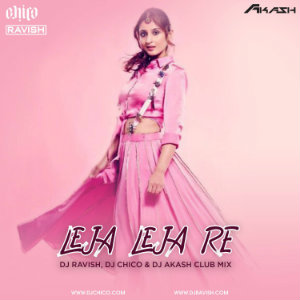 CHICO
RAVISH
AKASH
LEJA LEJA RE
DJ RAVISH, DJ CHICO & DJ AKASH CLUB MIX
WWW.DJCHICO.COM
WWW.DJRAVISH.COM